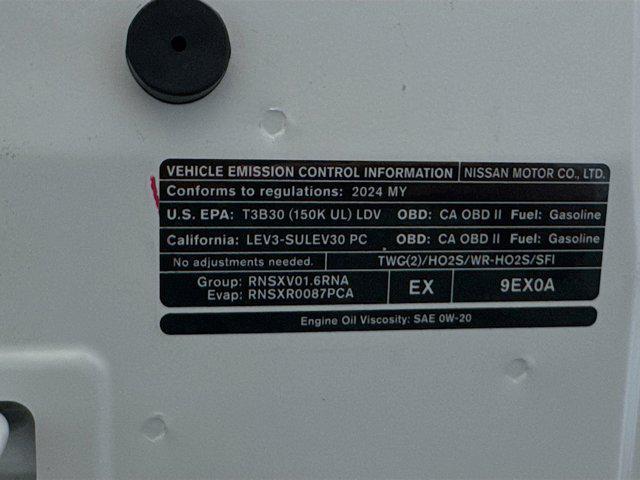 VEHICLE EMISSION CONTROL INFORMATION NISSAN MOTOR CO., LTD.
Conforms to regulations: 2024 MY
U.S. EPA: T3B30 (150K UL) LDV OBD: CA OBD II Fuel: Gasoline
California: LEV3-SULEV30 PC OBD: CA OBD II Fuel: Gasoline
No adjustments needed. TWC(2)/HO2S/WR-HO2S/SFI
Group: RNSXV01.6RNA
Evap: RNSXR0087PCA
EX
9EX0A
Engine Oil Viscosity: SAE 0W-20